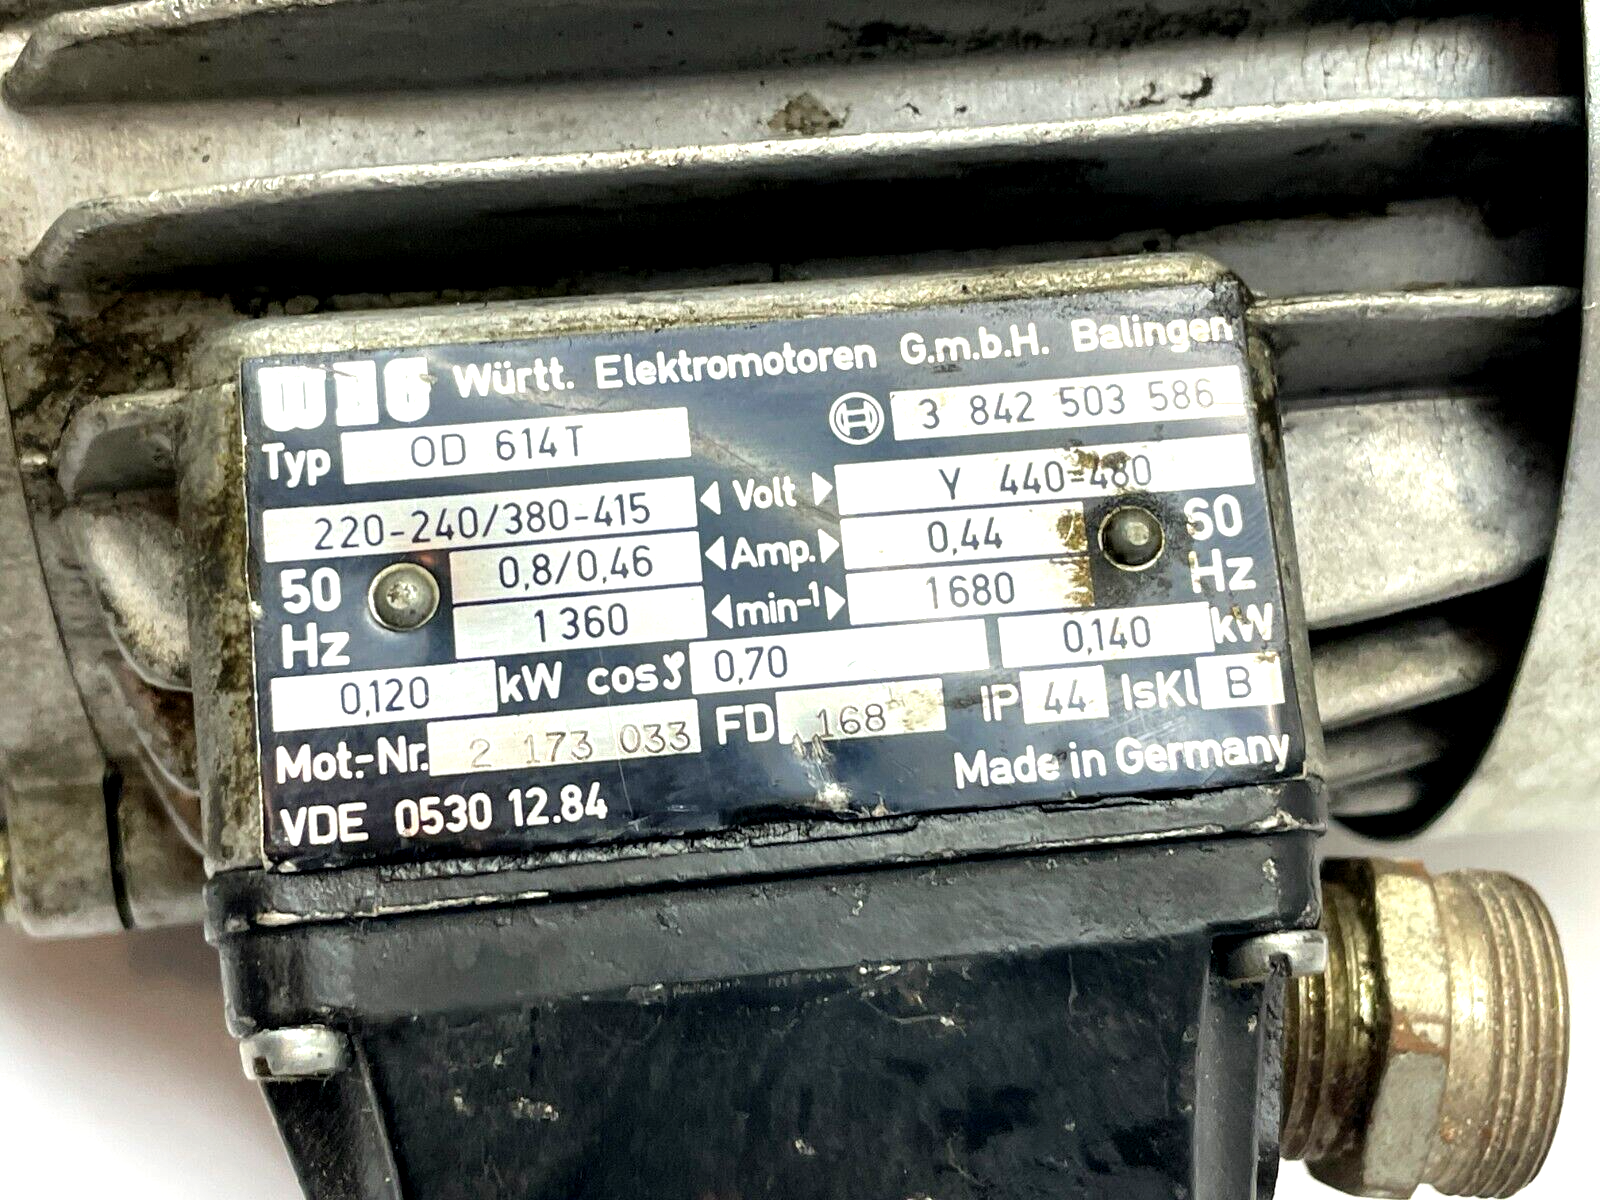 WEG Württ. Elektromotoren G.m.b.H. Balingen
Typ OD 614T 3 842 503 586
220-240/380-415 Volt Y 440-480
50 Hz 0,8/0,46 Amp. 0,44 60 Hz
1360 min-1 1680
0,120 kW cosφ 0,70 0,140 kW
Mot.-Nr. 2 173 033 FD 168 IP 44 IsKl B
VDE 0530 12.84 Made in Germany